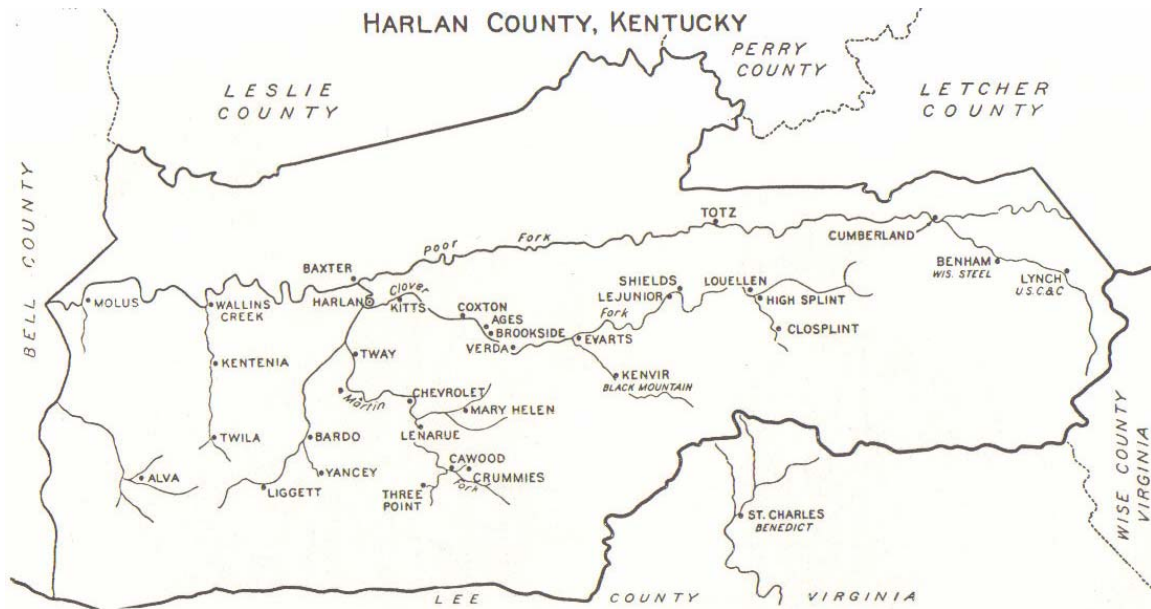 HARLAN COUNTY, KENTUCKY
PERRY
COUNTY
LESLIE
COUNTY
LETCHER
COUNTY
BELL COUNTY
TOTZ
Poor Fork
CUMBERLAND
BAXTER
BENHAM
WIS. STEEL
LYNCH
U.S.C.&C
MOLUS
WALLINS
CREEK
HARLAN
Clover
KITTS
SHIELDS
LEJUNIOR
LOUELLEN
HIGH SPLINT
COXTON
AGES
BROOKSIDE
Fork
VERDA
EVARTS
CLOSPLINT
KENTENIA
TWAY
KENVIR
BLACK MOUNTAIN
Martin
CHEVROLET
MARY HELEN
LENARUE
TWILA
BARDO
YANCEY
ALVA
LIGGETT
CAWOOD
CRUMMIES
Fork
THREE
POINT
ST. CHARLES
BENEDICT
WISE COUNTY
VIRGINIA
LEE COUNTY VIRGINIA